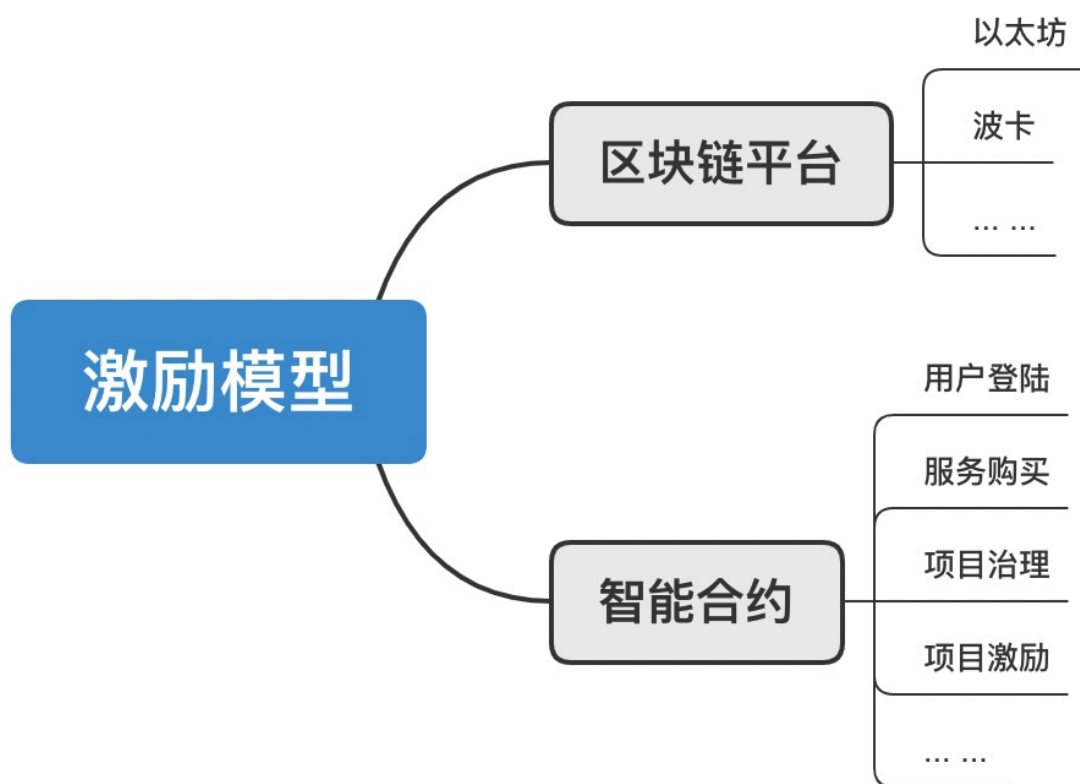 激励模型
区块链平台
以太坊
波卡
... ...
智能合约
用户登陆
服务购买
项目治理
项目激励
... ...